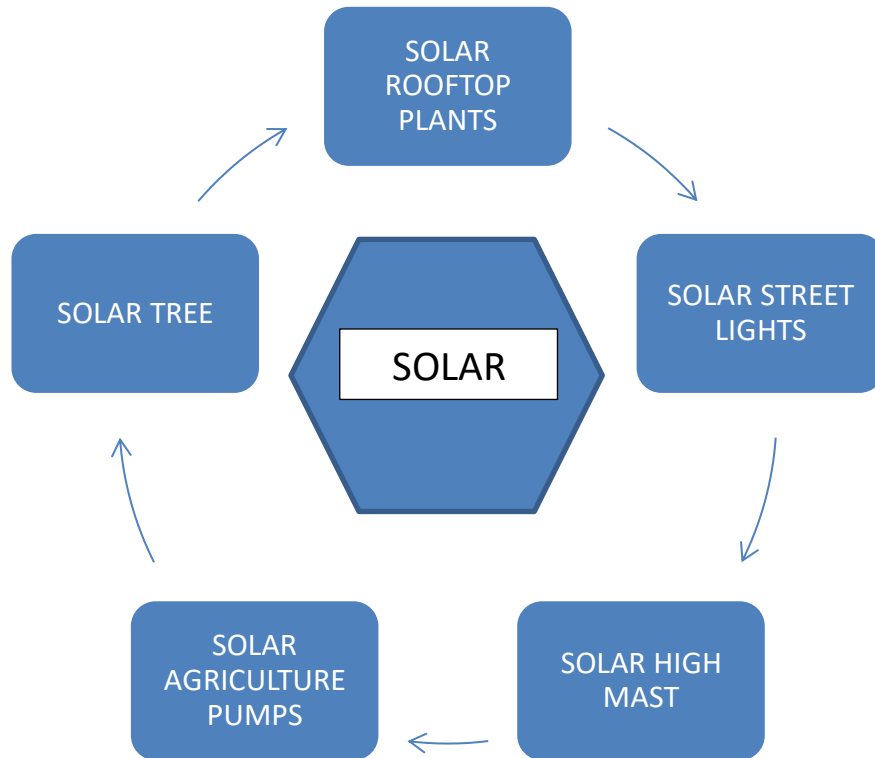 SOLAR
ROOFTOP
PLANTS
SOLAR TREE
SOLAR STREET
LIGHTS
SOLAR
SOLAR
AGRICULTURE
PUMPS
SOLAR HIGH
MAST